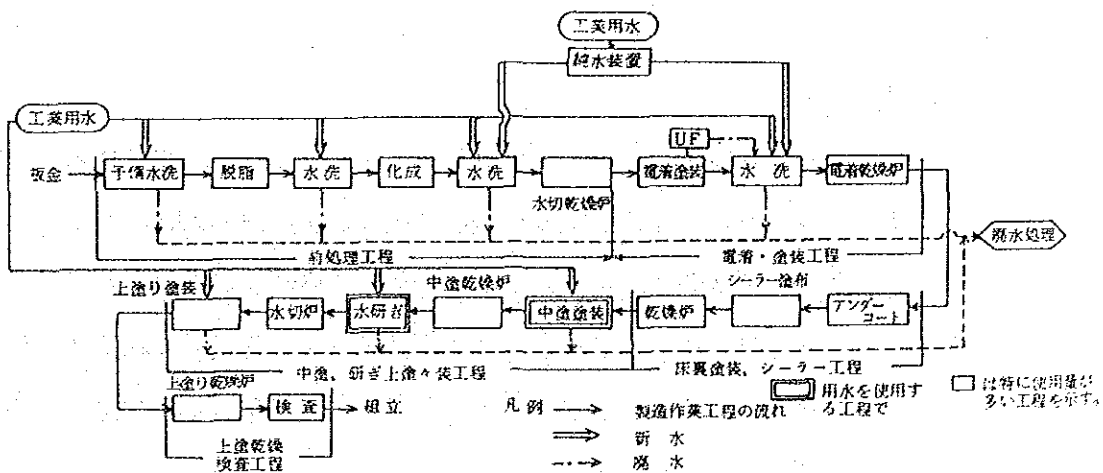 工業用水
純水装置
工業用水
UF
板金
予備水洗
脱脂
水洗
化成
水洗
電着塗装
水洗
電着乾燥炉
水切乾燥炉
廃水処理
前処理工程
電着・塗装工程
上塗り塗装
中塗乾燥炉
シーラー塗布
水切炉
水研ぎ
中塗塗装
乾燥炉
アンダー
コート
中塗、研ぎ上塗々装工程
床裏塗装、シーラー工程
上塗り乾燥炉
検査
組立
凡例
製造作業工程の流れ
新水
廃水
用水を使用す
る工程で
は特に使用量が
多い工程を示す。
上塗乾燥
検査工程